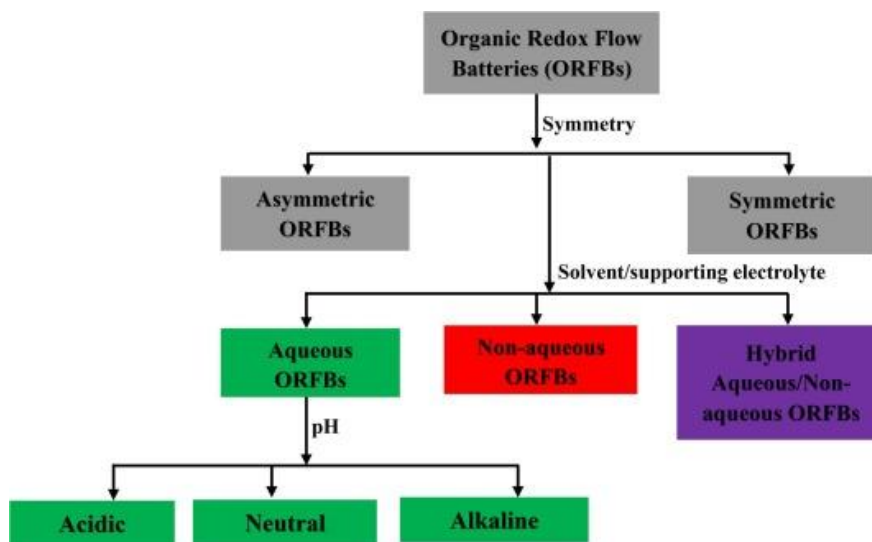 Organic Redox Flow
Batteries (ORFBs)
Symmetry
Asymmetric
ORFBs
Symmetric
ORFBs
Solvent/supporting electrolyte
Aqueous
ORFBs
Non-aqueous
ORFBs
Hybrid
Aqueous/Non-
aqueous ORFBs
pH
Acidic
Neutral
Alkaline